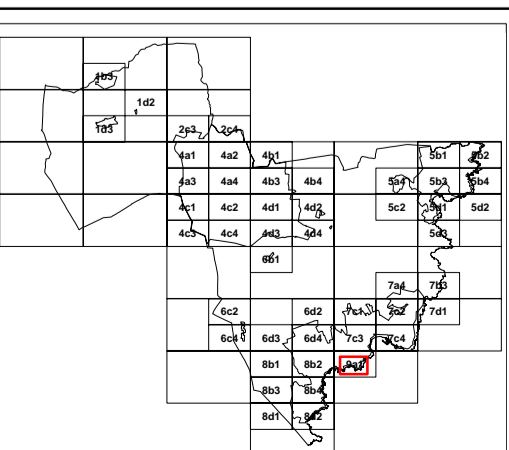 1b3
1d2
1d3 2c3 2c4
4a1 4a2 4b1 5b1 5b2
4a3 4a4 4b3 4b4 5a4 5b3 5b4
4c1 4c2 4d1 4d2 5c2 5d1 5d2
4c3 4c4 4d3 4d4 5d3
6b1
7a4 7b3
6c2 6d2 7c1 7c2 7d1
6c4 6d3 6d4 7c3 7c4
8b1 8b2 9a1
8b3 8b4
8d1 8d2